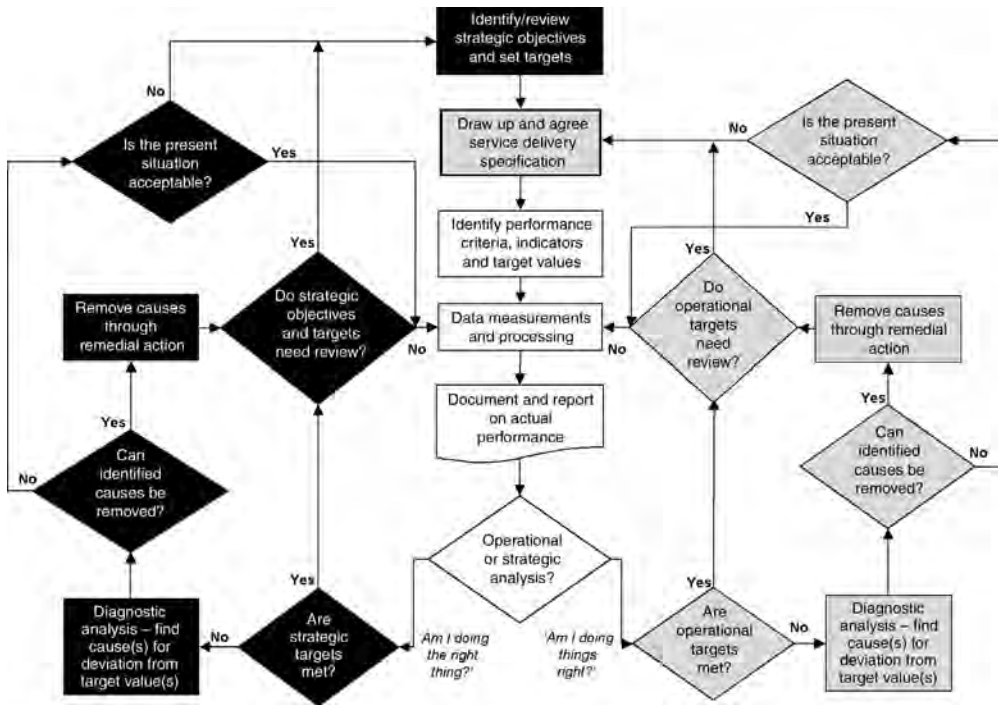 Identify/review
strategic objectives
and set targets
No
Is the present
situation
acceptable?
Yes
Draw up and agree
service delivery
specification
No
Is the present
situation
acceptable?
Yes
Identify performance
criteria, indicators
and target values
Yes
Do strategic
objectives
and targets
need review?
No
Data measurements
and processing
Yes
Do
operational
targets
need
review?
No
Remove causes
through
remedial action
Remove causes
through remedial
action
Document and report
on actual
performance
Yes
Can
identified
causes be
removed?
No
Yes
Can
identified
causes be
removed?
No
Operational
or strategic
analysis?
Yes
Are
strategic
targets
met?
No
Diagnostic
analysis – find
cause(s) for
deviation from
target value(s)
'Am I doing
the right
thing?'
'Am I doing
things
right?'
Yes
Are
operational
targets
met?
No
Diagnostic
analysis – find
cause(s) for
deviation from
target value(s)